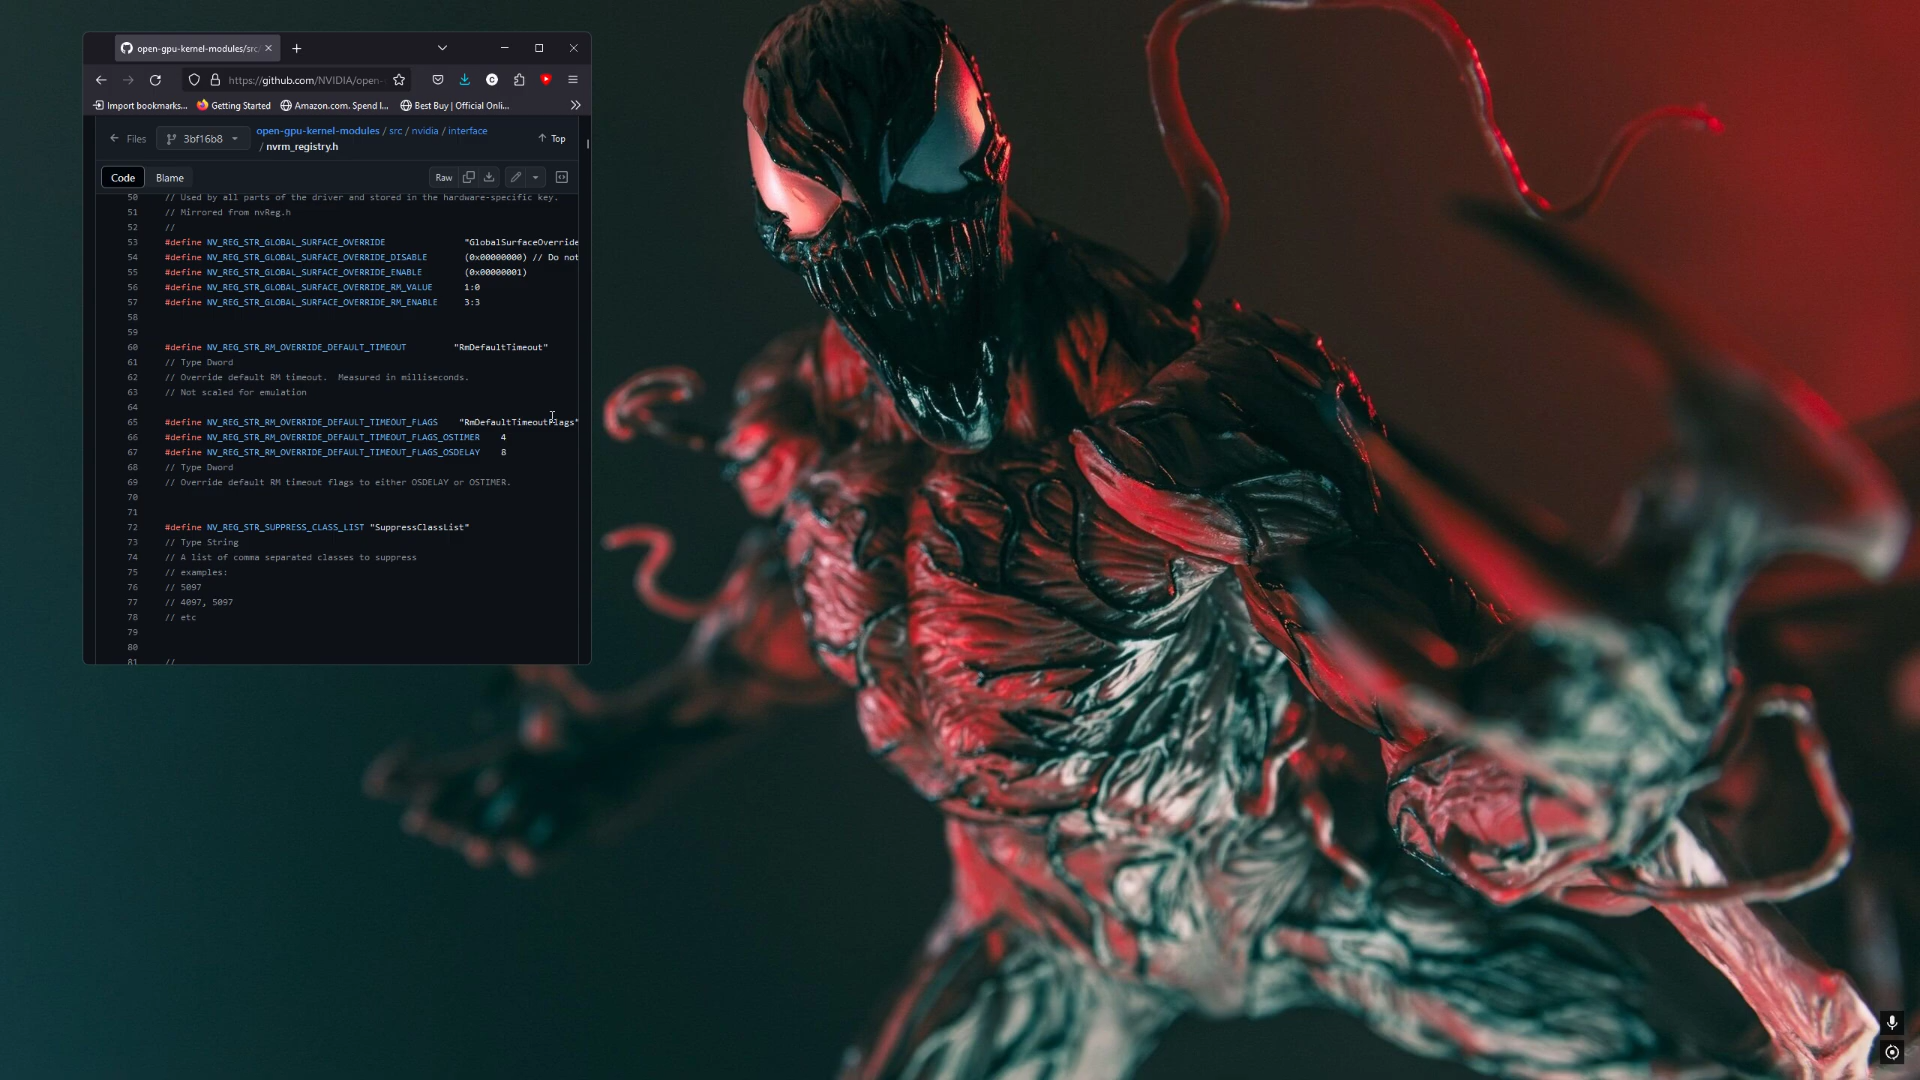 open-gpu-kernel-modules/src/
https://github.com/NVIDIA/open-
Import bookmarks...
Getting Started
Amazon.com. Spend l...
Best Buy | Official Onli...
Files
3bf16b8
open-gpu-kernel-modules / src / nvidia / interface
/ nvrm_registry.h
Top
Code
Blame
Raw
50 // Used by all parts of the driver and stored in the hardware-specific key.
51 // Mirrored from nvReg.h
52 //
53 #define NV_REG_STR_GLOBAL_SURFACE_OVERRIDE "GlobalSurfaceOverride
54 #define NV_REG_STR_GLOBAL_SURFACE_OVERRIDE_DISABLE (0x00000000) // Do not
55 #define NV_REG_STR_GLOBAL_SURFACE_OVERRIDE_ENABLE (0x00000001)
56 #define NV_REG_STR_GLOBAL_SURFACE_OVERRIDE_RM_VALUE 1:0
57 #define NV_REG_STR_GLOBAL_SURFACE_OVERRIDE_RM_ENABLE 3:3
58
59
60 #define NV_REG_STR_RM_OVERRIDE_DEFAULT_TIMEOUT "RmDefaultTimeout"
61 // Type Dword
62 // Override default RM timeout. Measured in milliseconds.
63 // Not scaled for emulation
64
65 #define NV_REG_STR_RM_OVERRIDE_DEFAULT_TIMEOUT_FLAGS "RmDefaultTimeoutFlags"
66 #define NV_REG_STR_RM_OVERRIDE_DEFAULT_TIMEOUT_FLAGS_OSTIMER 4
67 #define NV_REG_STR_RM_OVERRIDE_DEFAULT_TIMEOUT_FLAGS_OSDELAY 8
68 // Type Dword
69 // Override default RM timeout flags to either OSDELAY or OSTIMER.
70
71
72 #define NV_REG_STR_SUPPRESS_CLASS_LIST "SuppressClassList"
73 // Type String
74 // A list of comma separated classes to suppress
75 // examples:
76 // 5097
77 // 4097, 5097
78 // etc
79
80
81 //